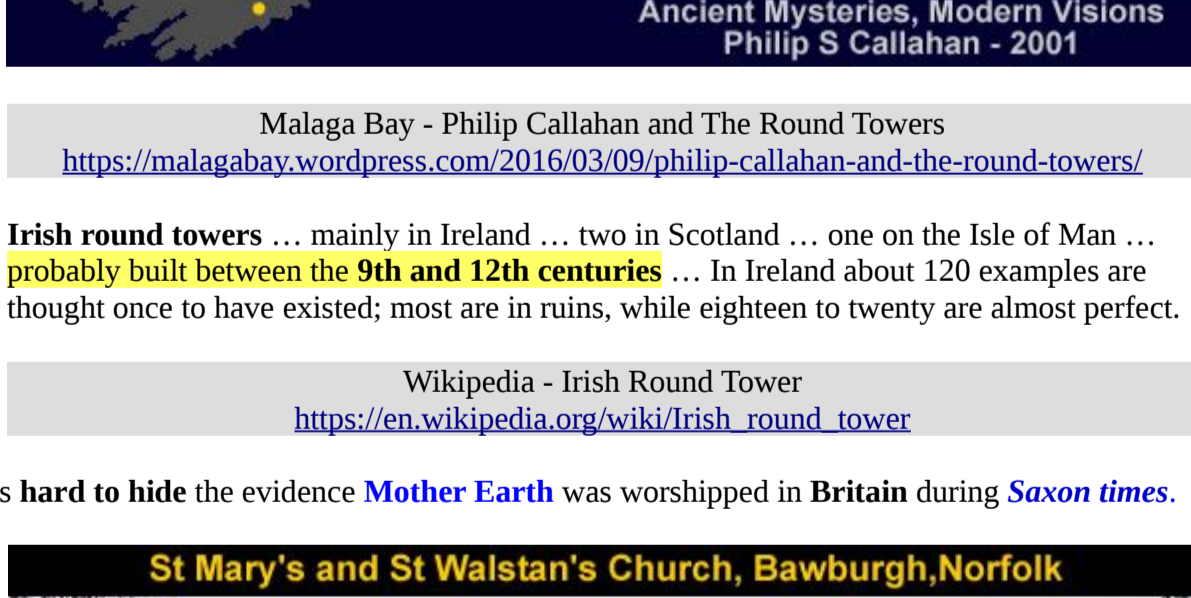 Ancient Mysteries, Modern Visions
Philip S Callahan - 2001
Malaga Bay - Philip Callahan and The Round Towers
https://malagabay.wordpress.com/2016/03/09/philip-callahan-and-the-round-towers/
Irish round towers … mainly in Ireland … two in Scotland … one on the Isle of Man …
probably built between the 9th and 12th centuries … In Ireland about 120 examples are
thought once to have existed; most are in ruins, while eighteen to twenty are almost perfect.
Wikipedia - Irish Round Tower
https://en.wikipedia.org/wiki/Irish_round_tower
s hard to hide the evidence Mother Earth was worshipped in Britain during Saxon times.
St Mary's and St Walstan's Church, Bawburgh,Norfolk